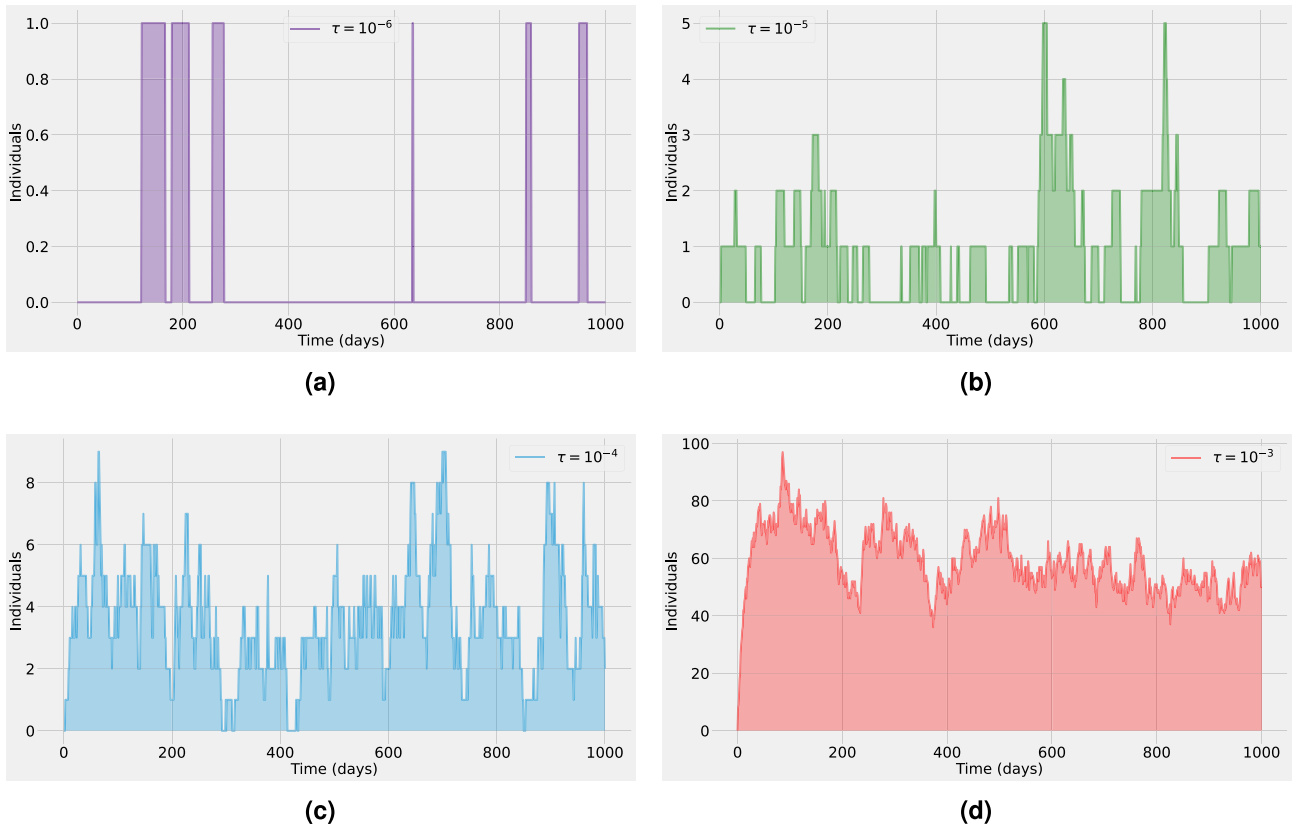 τ = 10⁻⁶
Individuals
1.0
0.8
0.6
0.4
0.2
0.0
0 200 400 600 800 1000
Time (days)
(a)
τ = 10⁻⁵
Individuals
5
4
3
2
1
0
0 200 400 600 800 1000
Time (days)
(b)
τ = 10⁻⁴
Individuals
8
6
4
2
0
0 200 400 600 800 1000
Time (days)
(c)
τ = 10⁻³
Individuals
100
80
60
40
20
0
0 200 400 600 800 1000
Time (days)
(d)